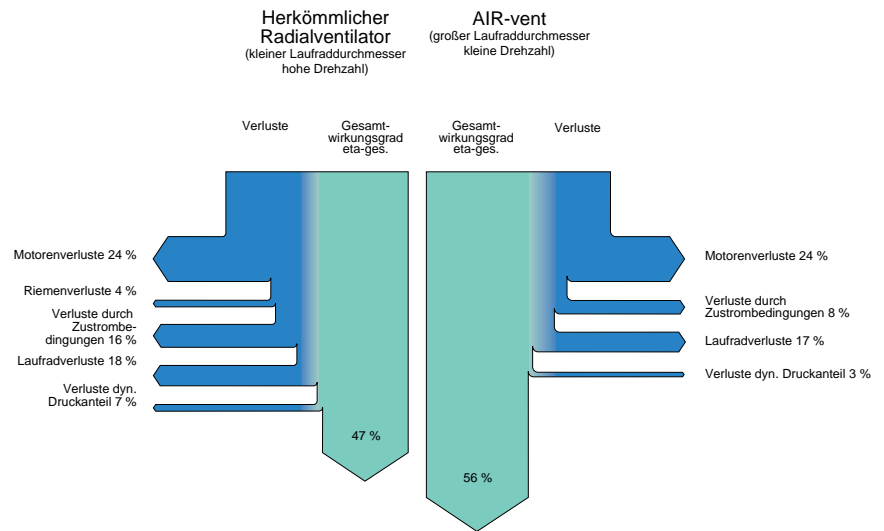 Herkömmlicher
Radialventilator
(kleiner Laufraddurchmesser
hohe Drehzahl)
AIR-vent
(großer Laufraddurchmesser
kleine Drehzahl)
Verluste
Gesamt-
wirkungsgrad
eta-ges.
Gesamt-
wirkungsgrad
eta-ges.
Verluste
Motorenverluste 24 %
Riemenverluste 4 %
Verluste durch
Zustrombe-
dingungen 16 %
Laufradverluste 18 %
Verluste dyn.
Druckanteil 7 %
47 %
56 %
Motorenverluste 24 %
Verluste durch
Zustrombedingungen 8 %
Laufradverluste 17 %
Verluste dyn. Druckanteil 3 %